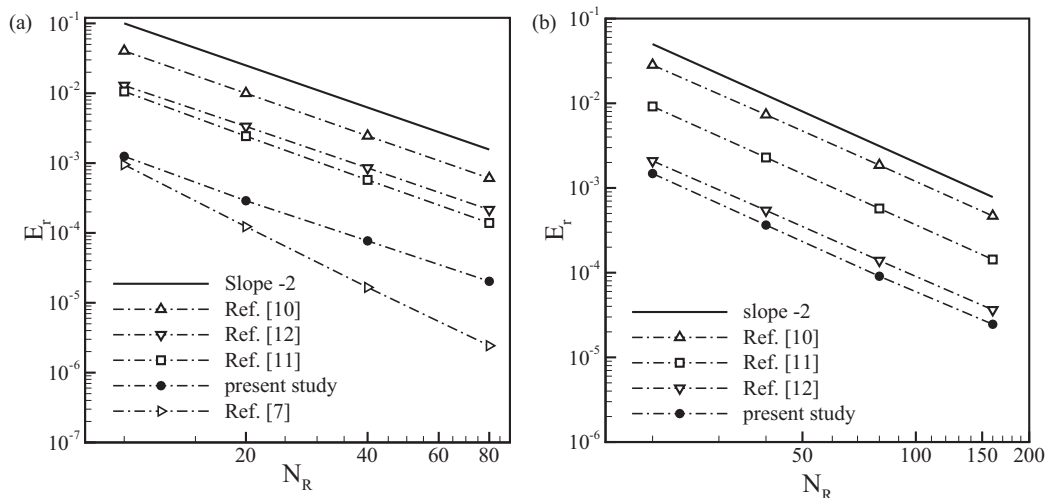 (a)
10^-1
10^-2
10^-3
10^-4
10^-5
10^-6
10^-7
E_r
Slope -2
Ref. [10]
Ref. [12]
Ref. [11]
present study
Ref. [7]
20
40
60
80
N_R
(b)
10^-1
10^-2
10^-3
10^-4
10^-5
10^-6
E_r
slope -2
Ref. [10]
Ref. [11]
Ref. [12]
present study
50
100
150
200
N_R